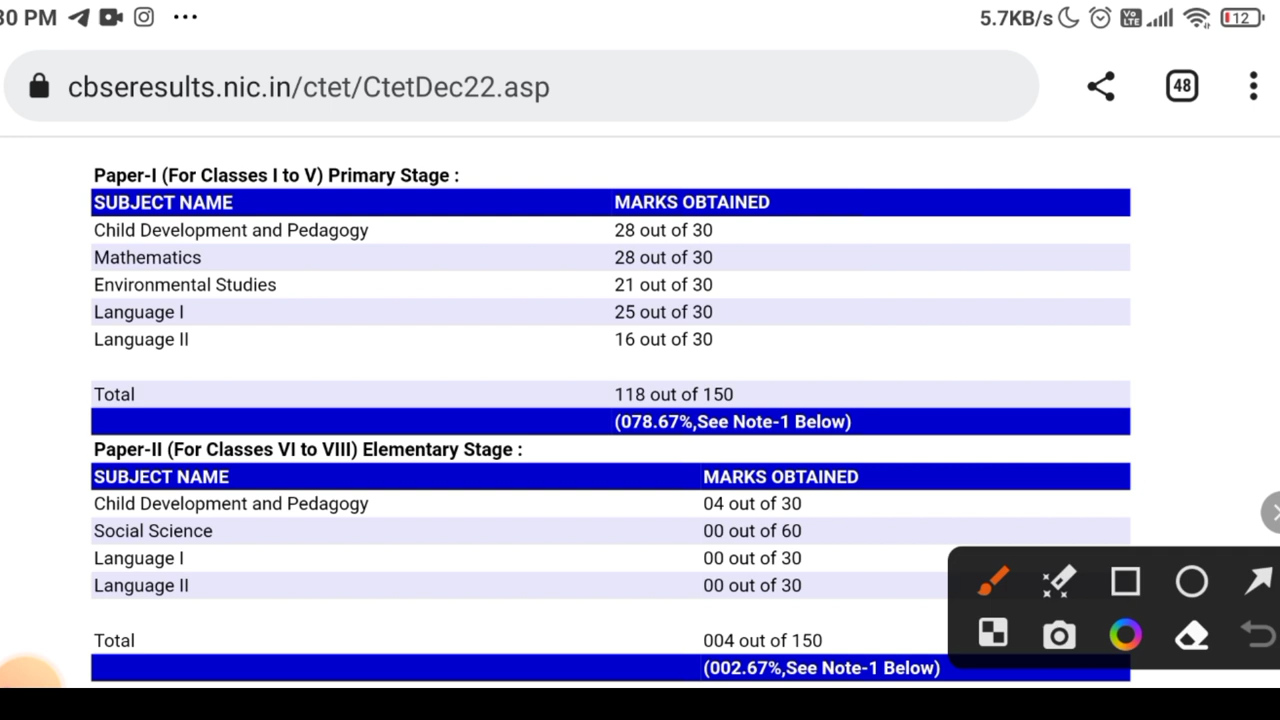 30 PM ...
5.7KB/s Vo LTE 12
cbseresults.nic.in/ctet/CtetDec22.asp 48
Paper-I (For Classes I to V) Primary Stage :
SUBJECT NAME MARKS OBTAINED
Child Development and Pedagogy 28 out of 30
Mathematics 28 out of 30
Environmental Studies 21 out of 30
Language I 25 out of 30
Language II 16 out of 30
Total 118 out of 150
(078.67%,See Note-1 Below)
Paper-II (For Classes VI to VIII) Elementary Stage :
SUBJECT NAME MARKS OBTAINED
Child Development and Pedagogy 04 out of 30
Social Science 00 out of 60
Language I 00 out of 30
Language II 00 out of 30
Total 004 out of 150
(002.67%,See Note-1 Below)